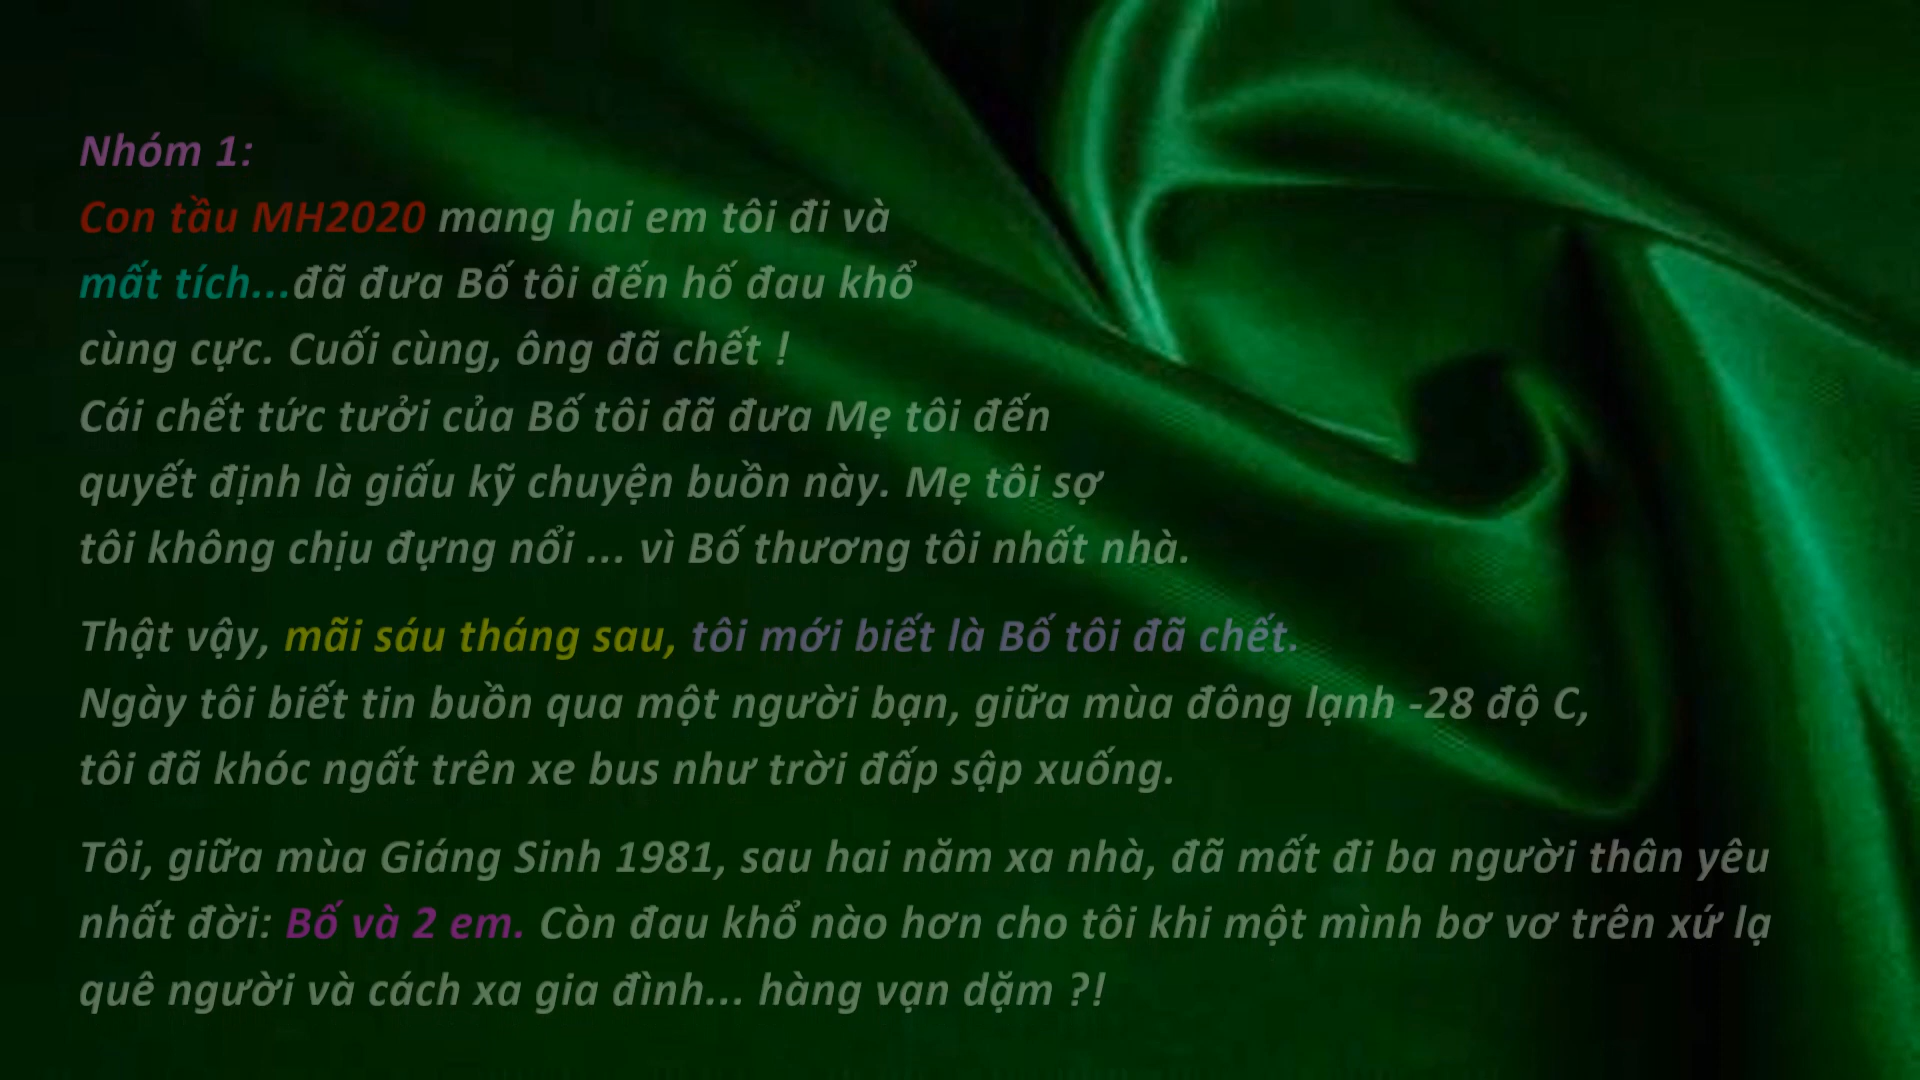 Nhóm 1:
Con tầu MH2020 mang hai em tôi đi và
mất tích...đã đưa Bố tôi đến hố đau khổ
cùng cực. Cuối cùng, ông đã chết !
Cái chết tức tưởi của Bố tôi đã đưa Mẹ tôi đến
quyết định là giấu kỹ chuyện buồn này. Mẹ tôi sợ
tôi không chịu đựng nổi ... vì Bố thương tôi nhất nhà.
Thật vậy, mãi sáu tháng sau, tôi mới biết là Bố tôi đã chết.
Ngày tôi biết tin buồn qua một người bạn, giữa mùa đông lạnh -28 độ C,
tôi đã khóc ngất trên xe bus như trời đấp sập xuống.
Tôi, giữa mùa Giáng Sinh 1981, sau hai năm xa nhà, đã mất đi ba người thân yêu
nhất đời: Bố và 2 em. Còn đau khổ nào hơn cho tôi khi một mình bơ vơ trên xứ lạ
quê người và cách xa gia đình... hàng vạn dặm ?!